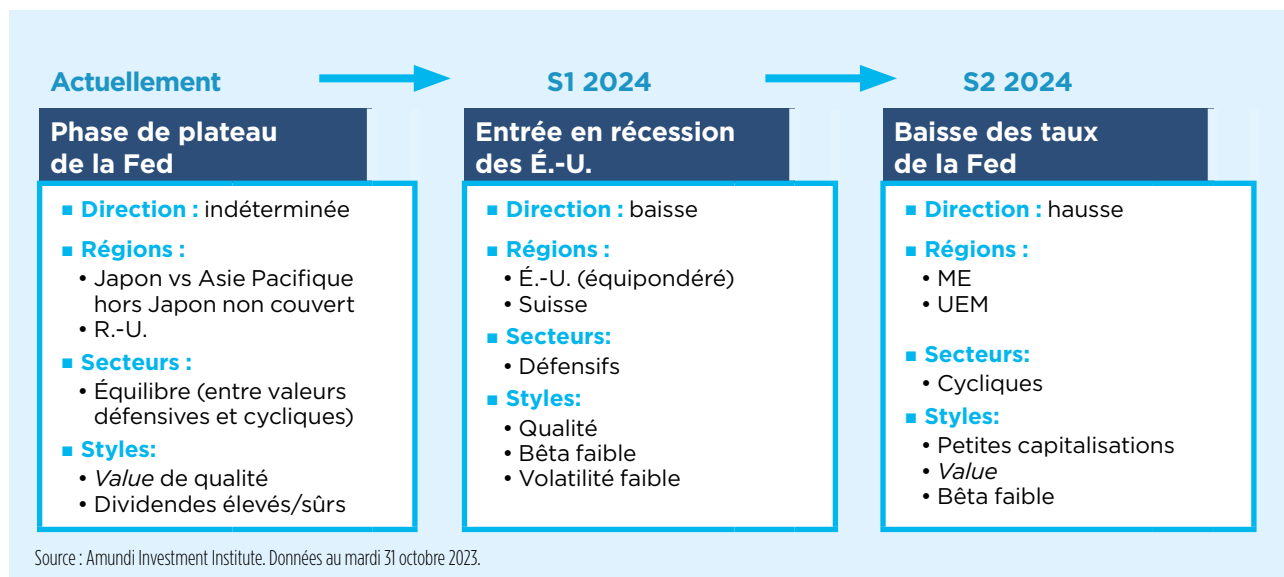 Actuellement
S1 2024
S2 2024
Phase de plateau
de la Fed
■ Direction : indéterminée
■ Régions :
• Japon vs Asie Pacifique
hors Japon non couvert
• R.-U.
■ Secteurs :
• Équilibre (entre valeurs
défensives et cycliques)
■ Styles:
• Value de qualité
• Dividendes élevés/sûrs
Entrée en récession
des É.-U.
■ Direction : baisse
■ Régions :
• É.-U. (équipondéré)
• Suisse
■ Secteurs:
• Défensifs
■ Styles:
• Qualité
• Bêta faible
• Volatilité faible
Baisse des taux
de la Fed
■ Direction : hausse
■ Régions :
• ME
• UEM
■ Secteurs:
• Cycliques
■ Styles:
• Petites capitalisations
• Value
• Bêta faible
Source : Amundi Investment Institute. Données au mardi 31 octobre 2023.